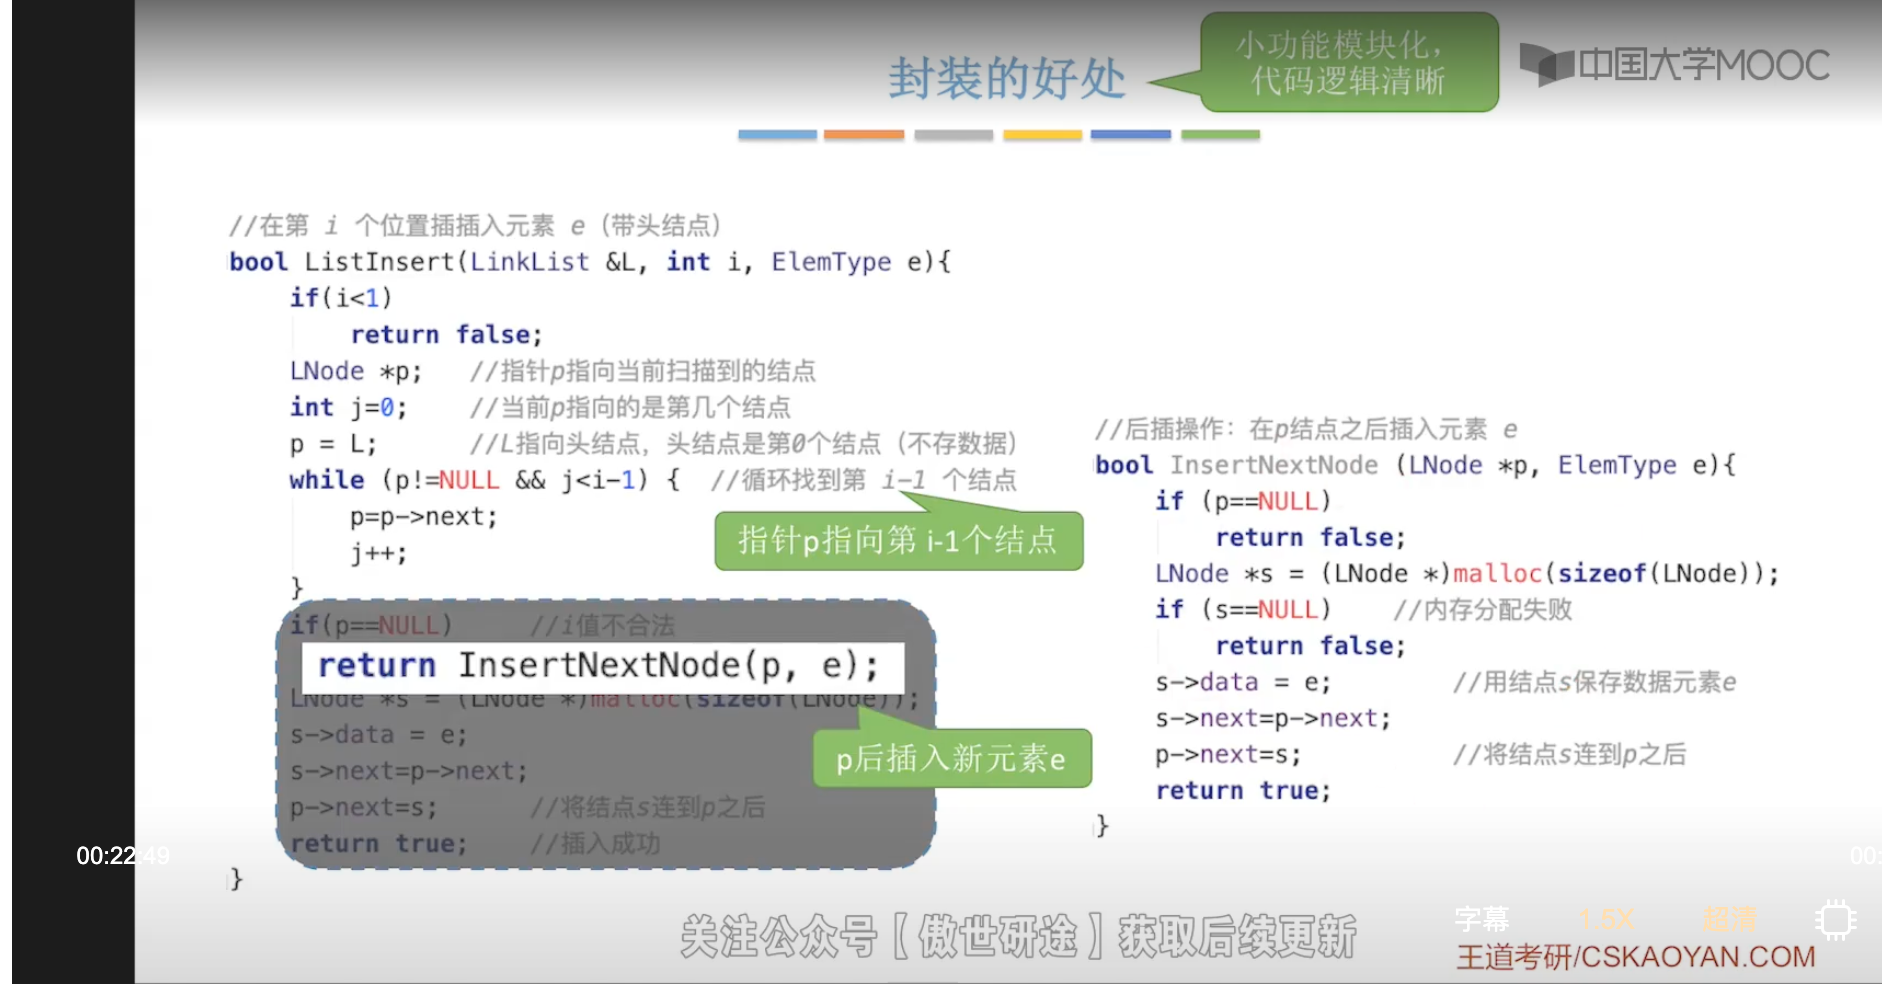 封装的好处
小功能模块化，
代码逻辑清晰
中国大学MOOC
//在第 i 个位置插插入元素 e（带头结点）
bool ListInsert(LinkList &L, int i, ElemType e){
if(i<1)
return false;
LNode *p; //指针p指向当前扫描到的结点
int j=0; //当前p指向的是第几个结点
p = L; //L指向头结点，头结点是第0个结点（不存数据）
while (p!=NULL && j<i-1) { //循环找到第 i-1 个结点
p=p->next;
j++;
}
指针p指向第 i-1个结点
if(p==NULL) //i值不合法
return InsertNextNode(p, e);
LNode *s = (LNode *)malloc(sizeof(LNode));
s->data = e;
s->next=p->next;
p->next=s; //将结点s连到p之后
return true; //插入成功
}
p后插入新元素e
//后插操作：在p结点之后插入元素 e
bool InsertNextNode (LNode *p, ElemType e){
if (p==NULL)
return false;
LNode *s = (LNode *)malloc(sizeof(LNode));
if (s==NULL) //内存分配失败
return false;
s->data = e; //用结点s保存数据元素e
s->next=p->next;
p->next=s; //将结点s连到p之后
return true;
}
00:22:49
00:
字幕 1.5X 超清
关注公众号【傲世研途】获取后续更新
王道考研/CSKAOYAN.COM